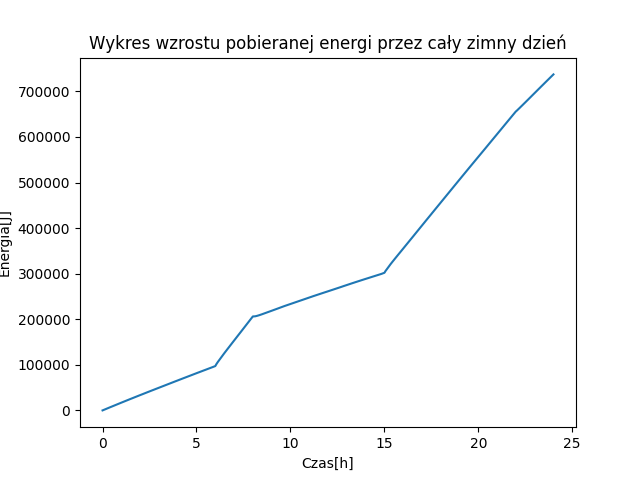 Wykres wzrostu pobieranej energi przez cały zimny dzień
700000
600000
500000
400000
300000
200000
100000
0
Energia[J]
0 5 10 15 20 25
Czas[h]